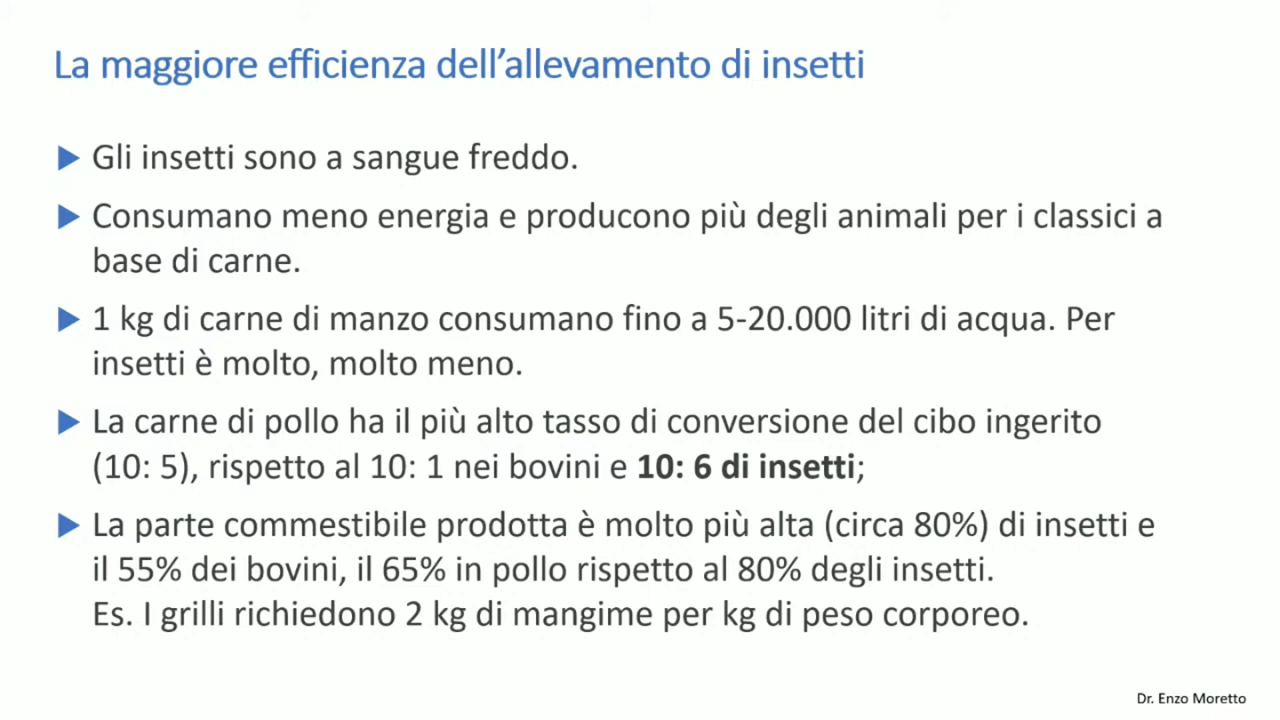 La maggiore efficienza dell’allevamento di insetti
Gli insetti sono a sangue freddo.
Consumano meno energia e producono più degli animali per i classici a
base di carne.
1 kg di carne di manzo consumano fino a 5-20.000 litri di acqua. Per
insetti è molto, molto meno.
La carne di pollo ha il più alto tasso di conversione del cibo ingerito
(10: 5), rispetto al 10: 1 nei bovini e 10: 6 di insetti;
La parte commestibile prodotta è molto più alta (circa 80%) di insetti e
il 55% dei bovini, il 65% in pollo rispetto al 80% degli insetti.
Es. I grilli richiedono 2 kg di mangime per kg di peso corporeo.
Dr. Enzo Moretto